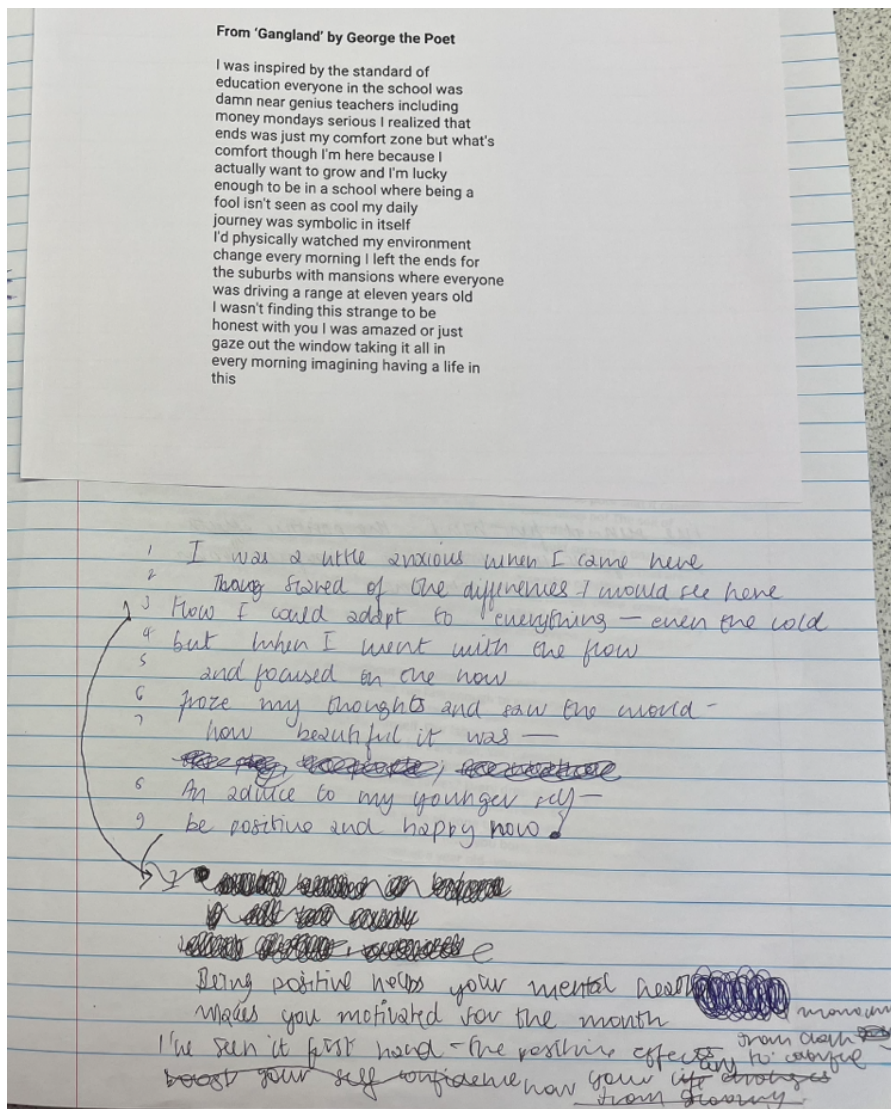 From 'Gangland' by George the Poet
I was inspired by the standard of
education everyone in the school was
damn near genius teachers including
money mondays serious I realized that
ends was just my comfort zone but what's
comfort though I'm here because I
actually want to grow and I'm lucky
enough to be in a school where being a
fool isn't seen as cool my daily
journey was symbolic in itself
I'd physically watched my environment
change every morning I left the ends for
the suburbs with mansions where everyone
was driving a range at eleven years old
I wasn't finding this strange to be
honest with you I was amazed or just
gaze out the window taking it all in
every morning imagining having a life in
this
1 I was a little anxious when I came here
2 scared of the differences I would see here
3 How I could adapt to everything – even the cold
4 but when I went with the flow
5 and focused on the now
6 froze my thoughts and saw the world –
7 how beautiful it was —
8 An advice to my younger self –
9 be positive and happy now!
I
Being positive helps your mental
makes you motivated for the month
I've seen it first hand – the positive effects
from dark
boost your self confidence how your life changes
from gloomy